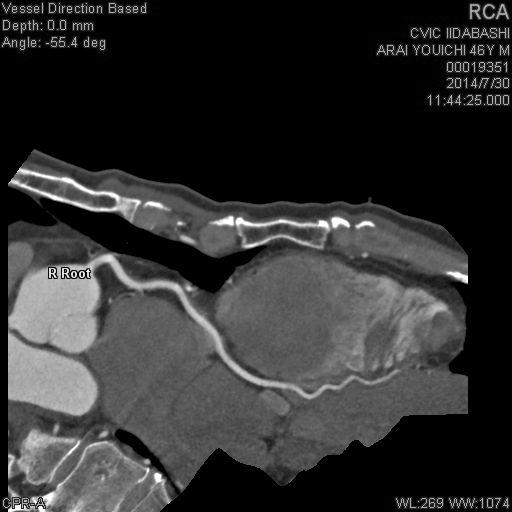 Vessel Direction Based
Depth: 0.0 mm
Angle: -55.4 deg
RCA
CVIC IIDABASHI
ARAI YOUICHI 46Y M
00019351
2014/7/30
11:44:25.000
R Root
CPR-A
WL:269 WW:1074